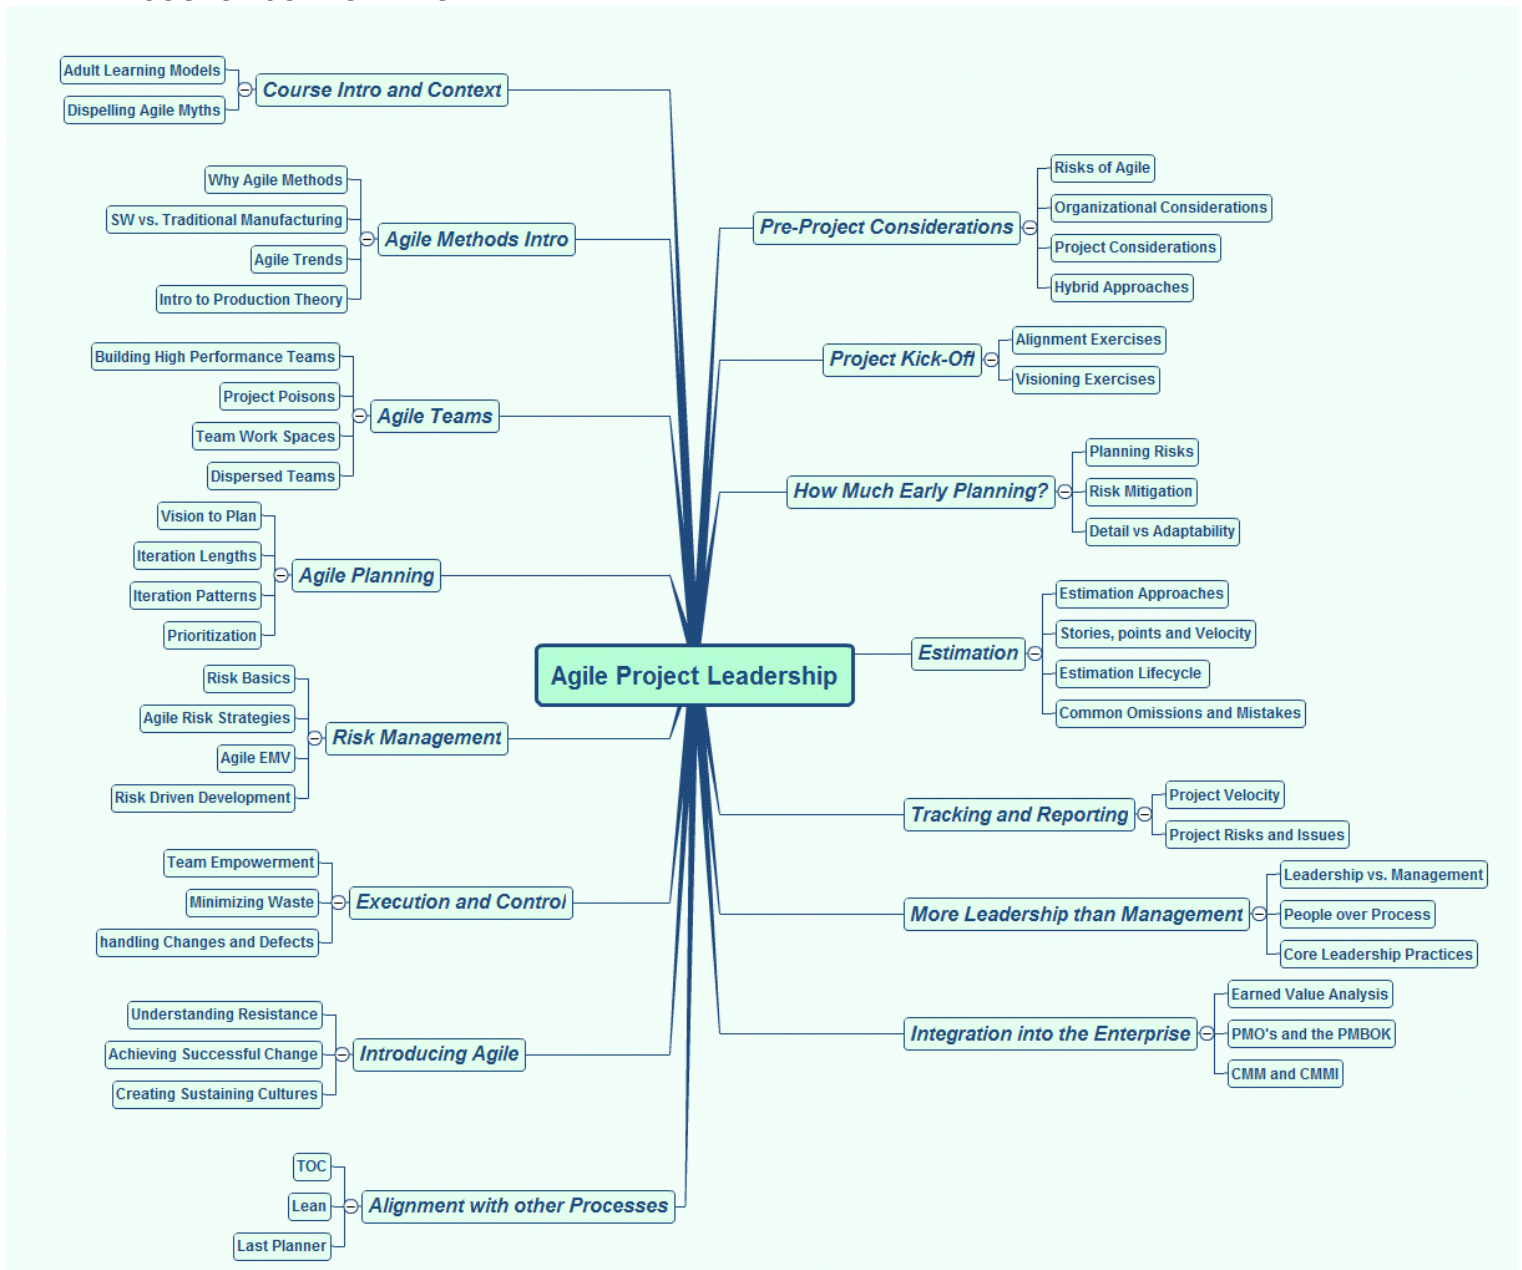 Adult Learning Models
Dispelling Agile Myths
Course Intro and Context
Why Agile Methods
SW vs. Traditional Manufacturing
Agile Trends
Intro to Production Theory
Agile Methods Intro
Building High Performance Teams
Project Poisons
Team Work Spaces
Dispersed Teams
Agile Teams
Vision to Plan
Iteration Lengths
Iteration Patterns
Prioritization
Agile Planning
Risk Basics
Agile Risk Strategies
Agile EMV
Risk Driven Development
Risk Management
Team Empowerment
Minimizing Waste
handling Changes and Defects
Execution and Control
Understanding Resistance
Achieving Successful Change
Creating Sustaining Cultures
Introducing Agile
TOC
Lean
Last Planner
Alignment with other Processes
Agile Project Leadership
Pre-Project Considerations
Risks of Agile
Organizational Considerations
Project Considerations
Hybrid Approaches
Project Kick-Off
Alignment Exercises
Visioning Exercises
How Much Early Planning?
Planning Risks
Risk Mitigation
Detail vs Adaptability
Estimation
Estimation Approaches
Stories, points and Velocity
Estimation Lifecycle
Common Omissions and Mistakes
Tracking and Reporting
Project Velocity
Project Risks and Issues
More Leadership than Management
Leadership vs. Management
People over Process
Core Leadership Practices
Integration into the Enterprise
Earned Value Analysis
PMO's and the PMBOK
CMM and CMMI